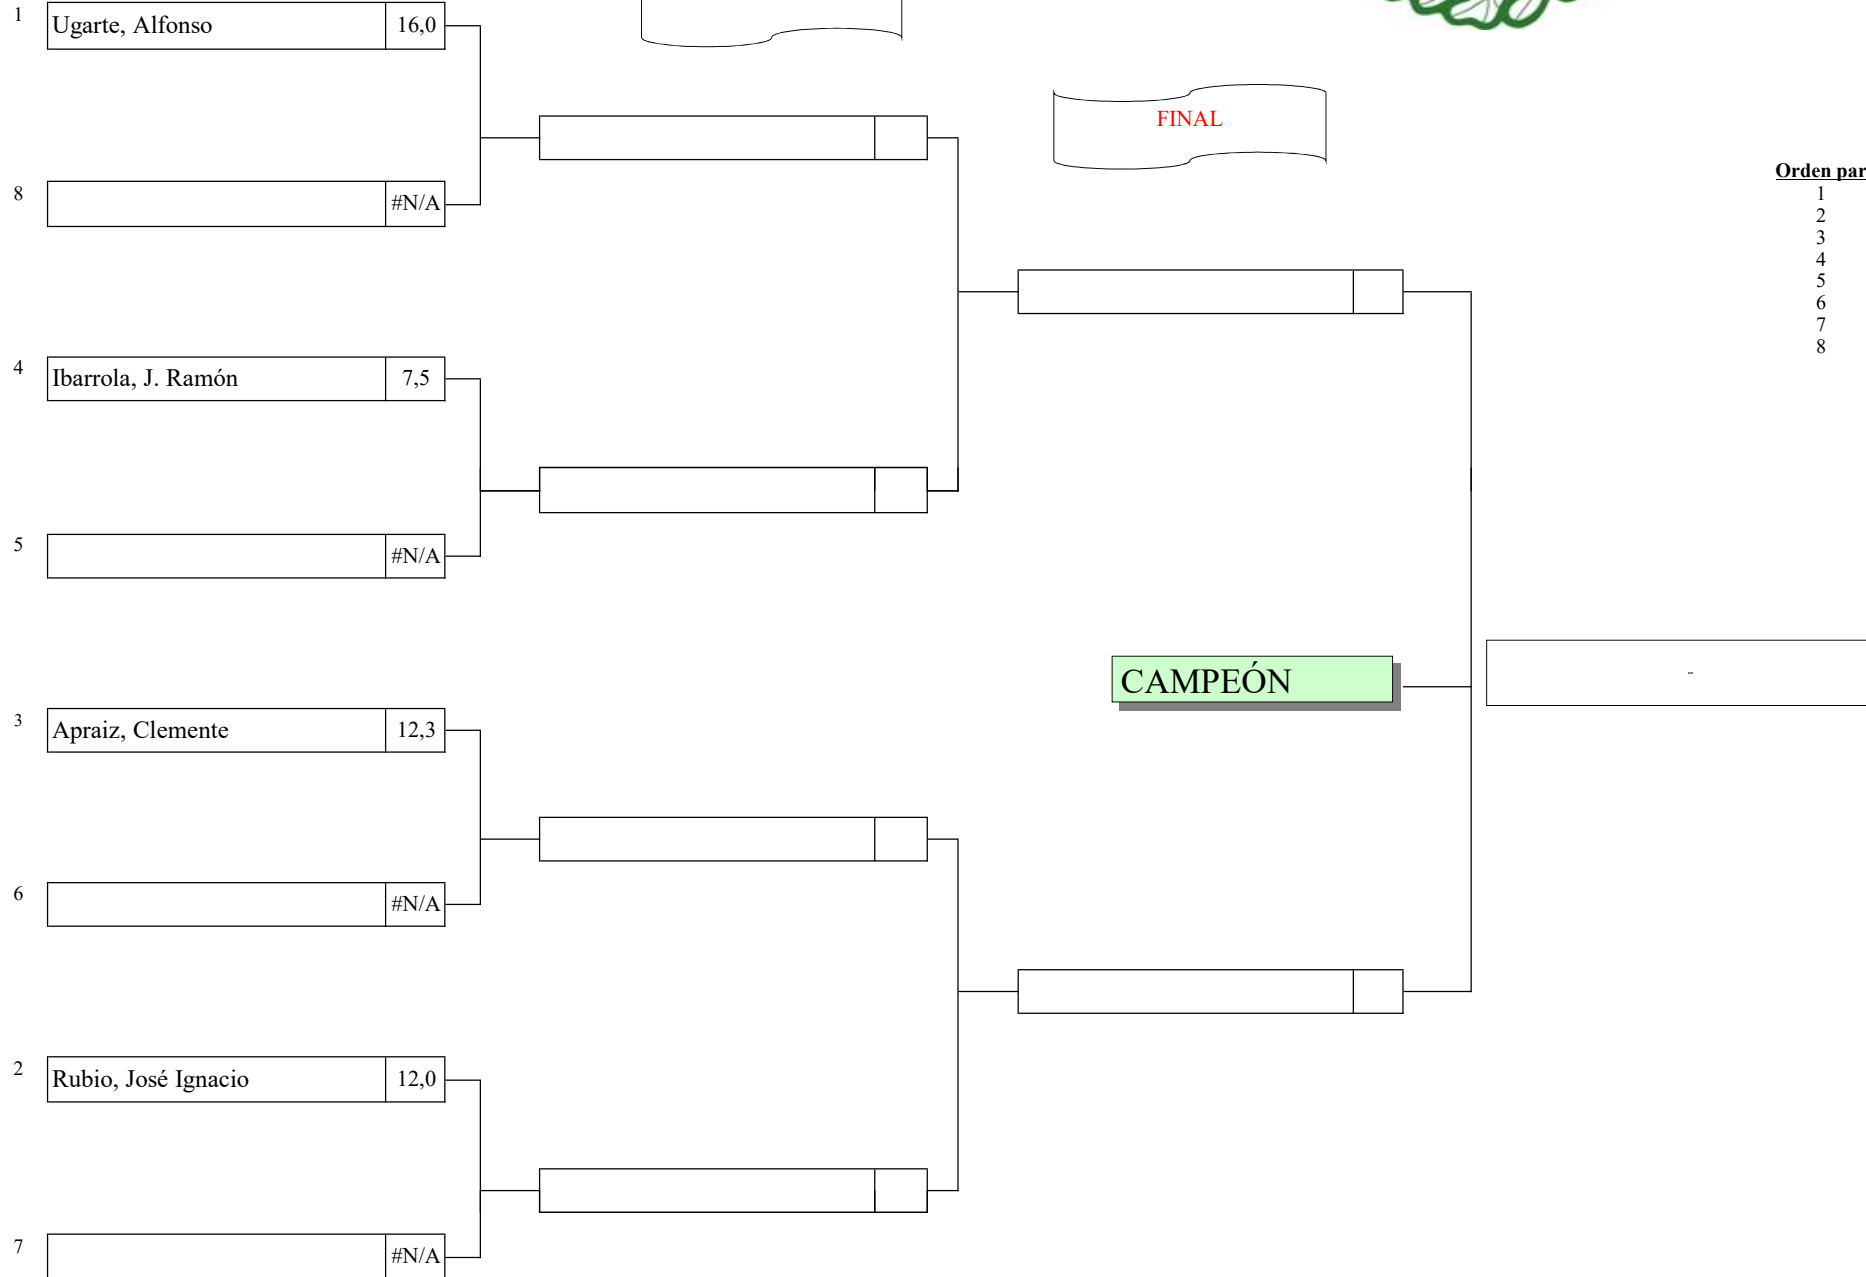 1 Ugarte, Alfonso 16,0
FINAL
8 #N/A
Orden par
1
2
3
4
5
6
7
8
4 Ibarrola, J. Ramón 7,5
5 #N/A
CAMPEÓN
-
3 Apraiz, Clemente 12,3
6 #N/A
2 Rubio, José Ignacio 12,0
7 #N/A